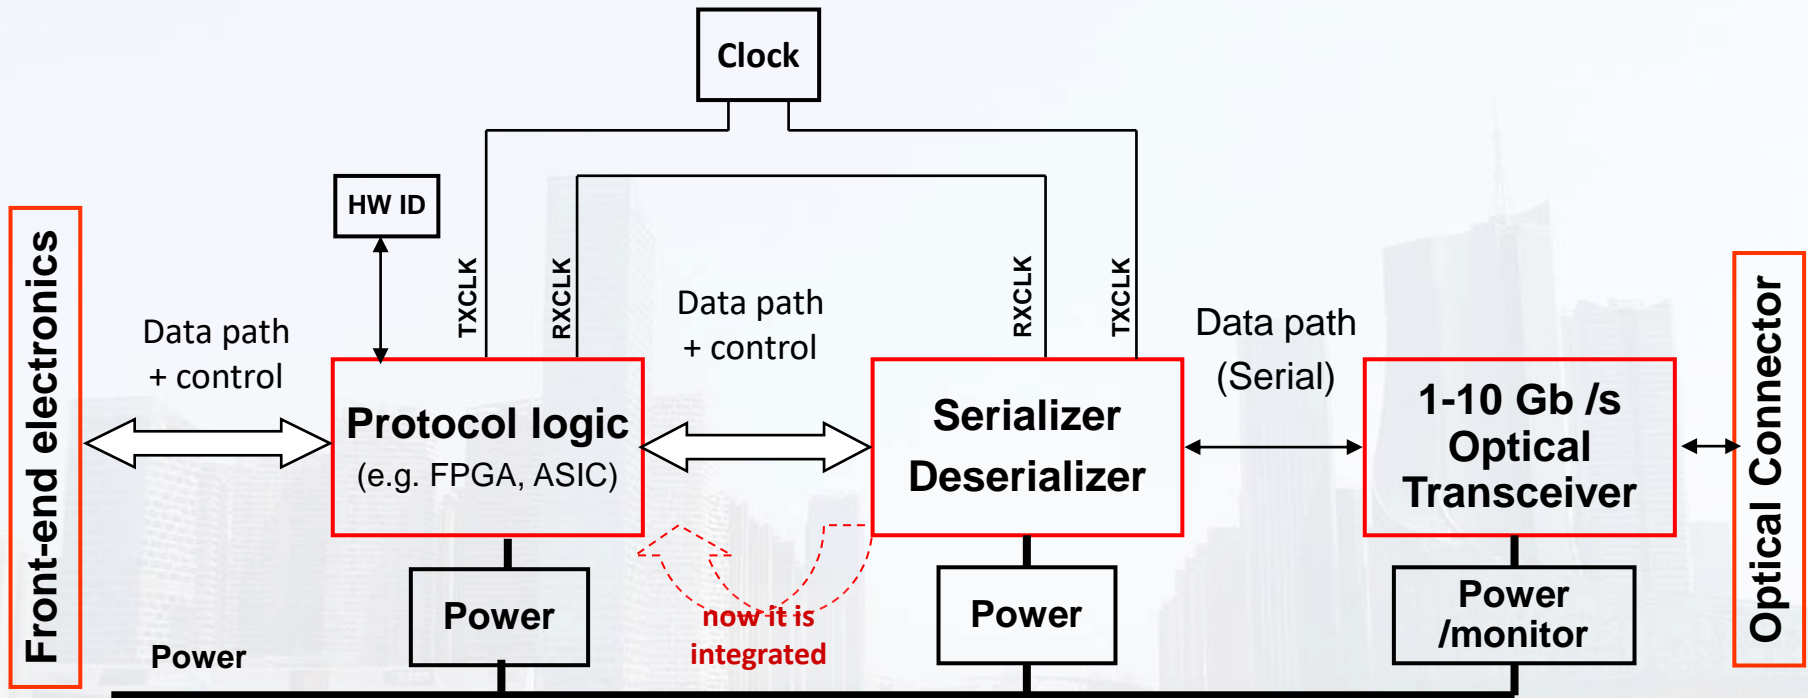 Clock
HW ID
Front-end electronics
TXCLK
RXCLK
RXCLK
TXCLK
Data path
+ control
Data path
+ control
Data path
(Serial)
Protocol logic
(e.g. FPGA, ASIC)
Serializer
Deserializer
1-10 Gb /s
Optical
Transceiver
Optical Connector
Power
now it is
integrated
Power
Power
/monitor
Power